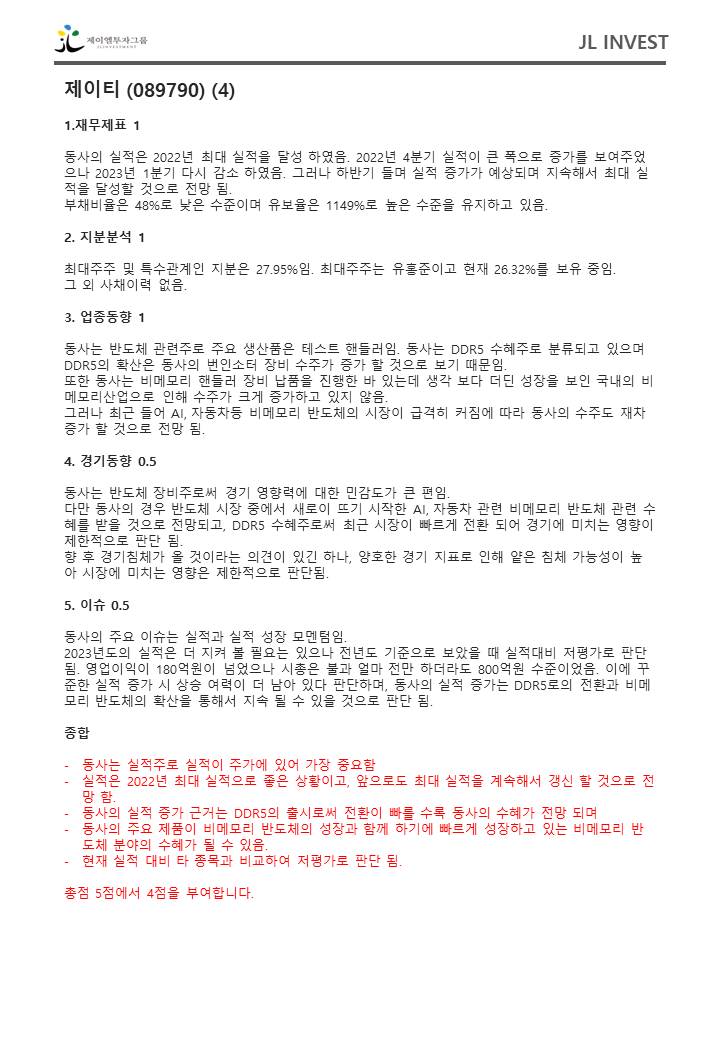 제이엘투자그룹
JLINVESTMENT
JL INVEST
제이티 (089790) (4)
1.재무제표 1
동사의 실적은 2022년 최대 실적을 달성 하였음. 2022년 4분기 실적이 큰 폭으로 증가를 보여주었
으나 2023년 1분기 다시 감소 하였음. 그러나 하반기 들며 실적 증가가 예상되며 지속해서 최대 실
적을 달성할 것으로 전망 됨.
부채비율은 48%로 낮은 수준이며 유보율은 1149%로 높은 수준을 유지하고 있음.
2. 지분분석 1
최대주주 및 특수관계인 지분은 27.95%임. 최대주주는 유홍준이고 현재 26.32%를 보유 중임.
그 외 사채이력 없음.
3. 업종동향 1
동사는 반도체 관련주로 주요 생산품은 테스트 핸들러임. 동사는 DDR5 수혜주로 분류되고 있으며
DDR5의 확산은 동사의 번인소터 장비 수주가 증가 할 것으로 보기 때문임.
또한 동사는 비메모리 핸들러 장비 납품을 진행한 바 있는데 생각 보다 더딘 성장을 보인 국내의 비
메모리산업으로 인해 수주가 크게 증가하고 있지 않음.
그러나 최근 들어 AI, 자동차등 비메모리 반도체의 시장이 급격히 커짐에 따라 동사의 수주도 재차
증가 할 것으로 전망 됨.
4. 경기동향 0.5
동사는 반도체 장비주로써 경기 영향력에 대한 민감도가 큰 편임.
다만 동사의 경우 반도체 시장 중에서 새로이 뜨기 시작한 AI, 자동차 관련 비메모리 반도체 관련 수
혜를 받을 것으로 전망되고, DDR5 수혜주로써 최근 시장이 빠르게 전환 되어 경기에 미치는 영향이
제한적으로 판단 됨.
향 후 경기침체가 올 것이라는 의견이 있긴 하나, 양호한 경기 지표로 인해 얕은 침체 가능성이 높
아 시장에 미치는 영향은 제한적으로 판단됨.
5. 이슈 0.5
동사의 주요 이슈는 실적과 실적 성장 모멘텀임.
2023년도의 실적은 더 지켜 볼 필요는 있으나 전년도 기준으로 보았을 때 실적대비 저평가로 판단
됨. 영업이익이 180억원이 넘었으나 시총은 불과 얼마 전만 하더라도 800억원 수준이었음. 이에 꾸
준한 실적 증가 시 상승 여력이 더 남아 있다 판단하며, 동사의 실적 증가는 DDR5로의 전환과 비메
모리 반도체의 확산을 통해서 지속 될 수 있을 것으로 판단 됨.
종합
- 동사는 실적주로 실적이 주가에 있어 가장 중요함
- 실적은 2022년 최대 실적으로 좋은 상황이고, 앞으로도 최대 실적을 계속해서 갱신 할 것으로 전
망 함.
- 동사의 실적 증가 근거는 DDR5의 출시로써 전환이 빠를 수록 동사의 수혜가 전망 되며
- 동사의 주요 제품이 비메모리 반도체의 성장과 함께 하기에 빠르게 성장하고 있는 비메모리 반
도체 분야의 수혜가 될 수 있음.
- 현재 실적 대비 타 종목과 비교하여 저평가로 판단 됨.
총점 5점에서 4점을 부여합니다.